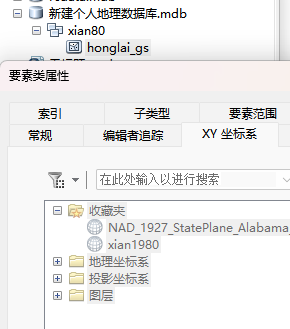 新建个人地理数据库.mdb
xian80
honglai_gs
要素类属性
索引 子类型 要素范围
常规 编辑者追踪 XY 坐标系
在此处输入以进行搜索
收藏夹
NAD_1927_StatePlane_Alabama_
xian1980
地理坐标系
投影坐标系
图层